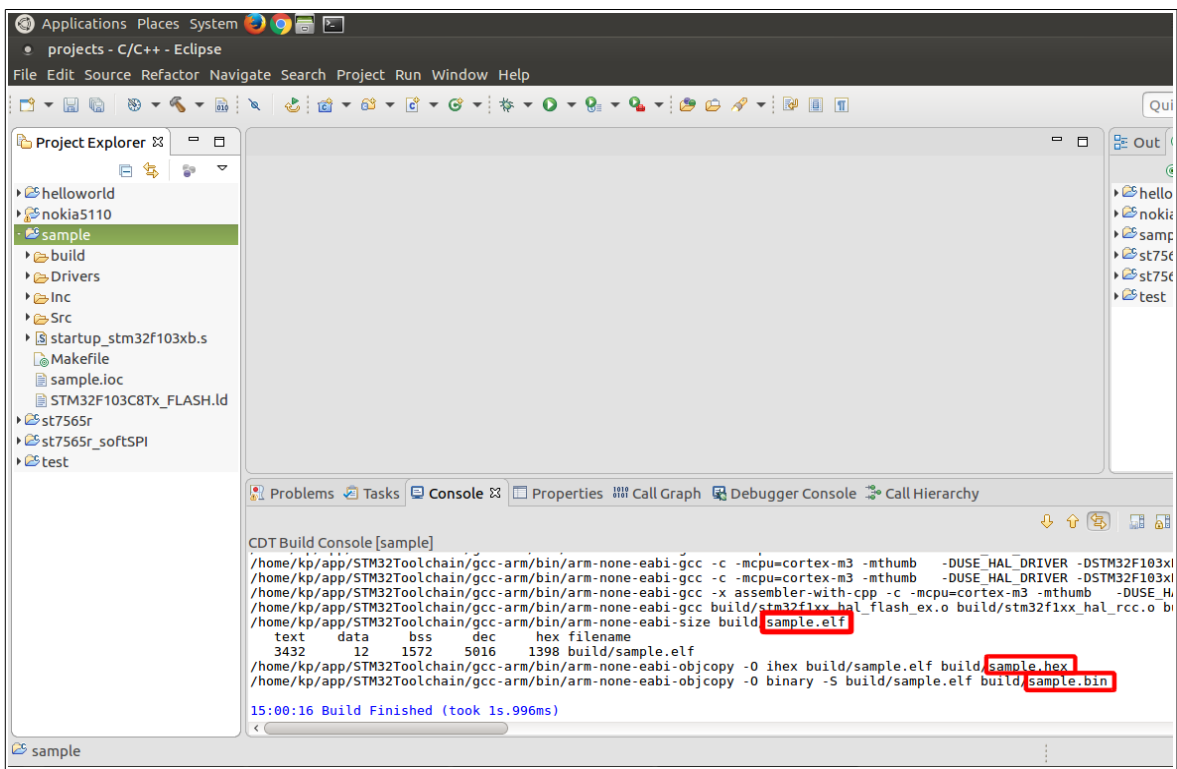 Applications Places System
projects - C/C++ - Eclipse
File Edit Source Refactor Navigate Search Project Run Window Help
Qui
Project Explorer
helloworld
nokia5110
sample
build
Drivers
Inc
Src
startup_stm32f103xb.s
Makefile
sample.ioc
STM32F103C8Tx_FLASH.ld
st7565r
st7565r_softSPI
test
Out
hello
nokia
samp
st756
st756
test
Problems Tasks Console Properties Call Graph Debugger Console Call Hierarchy
CDT Build Console [sample]
/home/kp/app/STM32Toolchain/gcc-arm/bin/arm-none-eabi-gcc -c -mcpu=cortex-m3 -mthumb -DUSE_HAL_DRIVER -DSTM32F103x
/home/kp/app/STM32Toolchain/gcc-arm/bin/arm-none-eabi-gcc -c -mcpu=cortex-m3 -mthumb -DUSE_HAL_DRIVER -DSTM32F103x
/home/kp/app/STM32Toolchain/gcc-arm/bin/arm-none-eabi-gcc -x assembler-with-cpp -c -mcpu=cortex-m3 -mthumb -DUSE_H
/home/kp/app/STM32Toolchain/gcc-arm/bin/arm-none-eabi-gcc build/stm32f1xx_hal_flash_ex.o build/stm32f1xx_hal_rcc.o
/home/kp/app/STM32Toolchain/gcc-arm/bin/arm-none-eabi-size build/sample.elf
text data bss dec hex filename
3432 12 1572 5016 1398 build/sample.elf
/home/kp/app/STM32Toolchain/gcc-arm/bin/arm-none-eabi-objcopy -O ihex build/sample.elf build/sample.hex
/home/kp/app/STM32Toolchain/gcc-arm/bin/arm-none-eabi-objcopy -O binary -S build/sample.elf build/sample.bin
15:00:16 Build Finished (took 1s.996ms)
sample